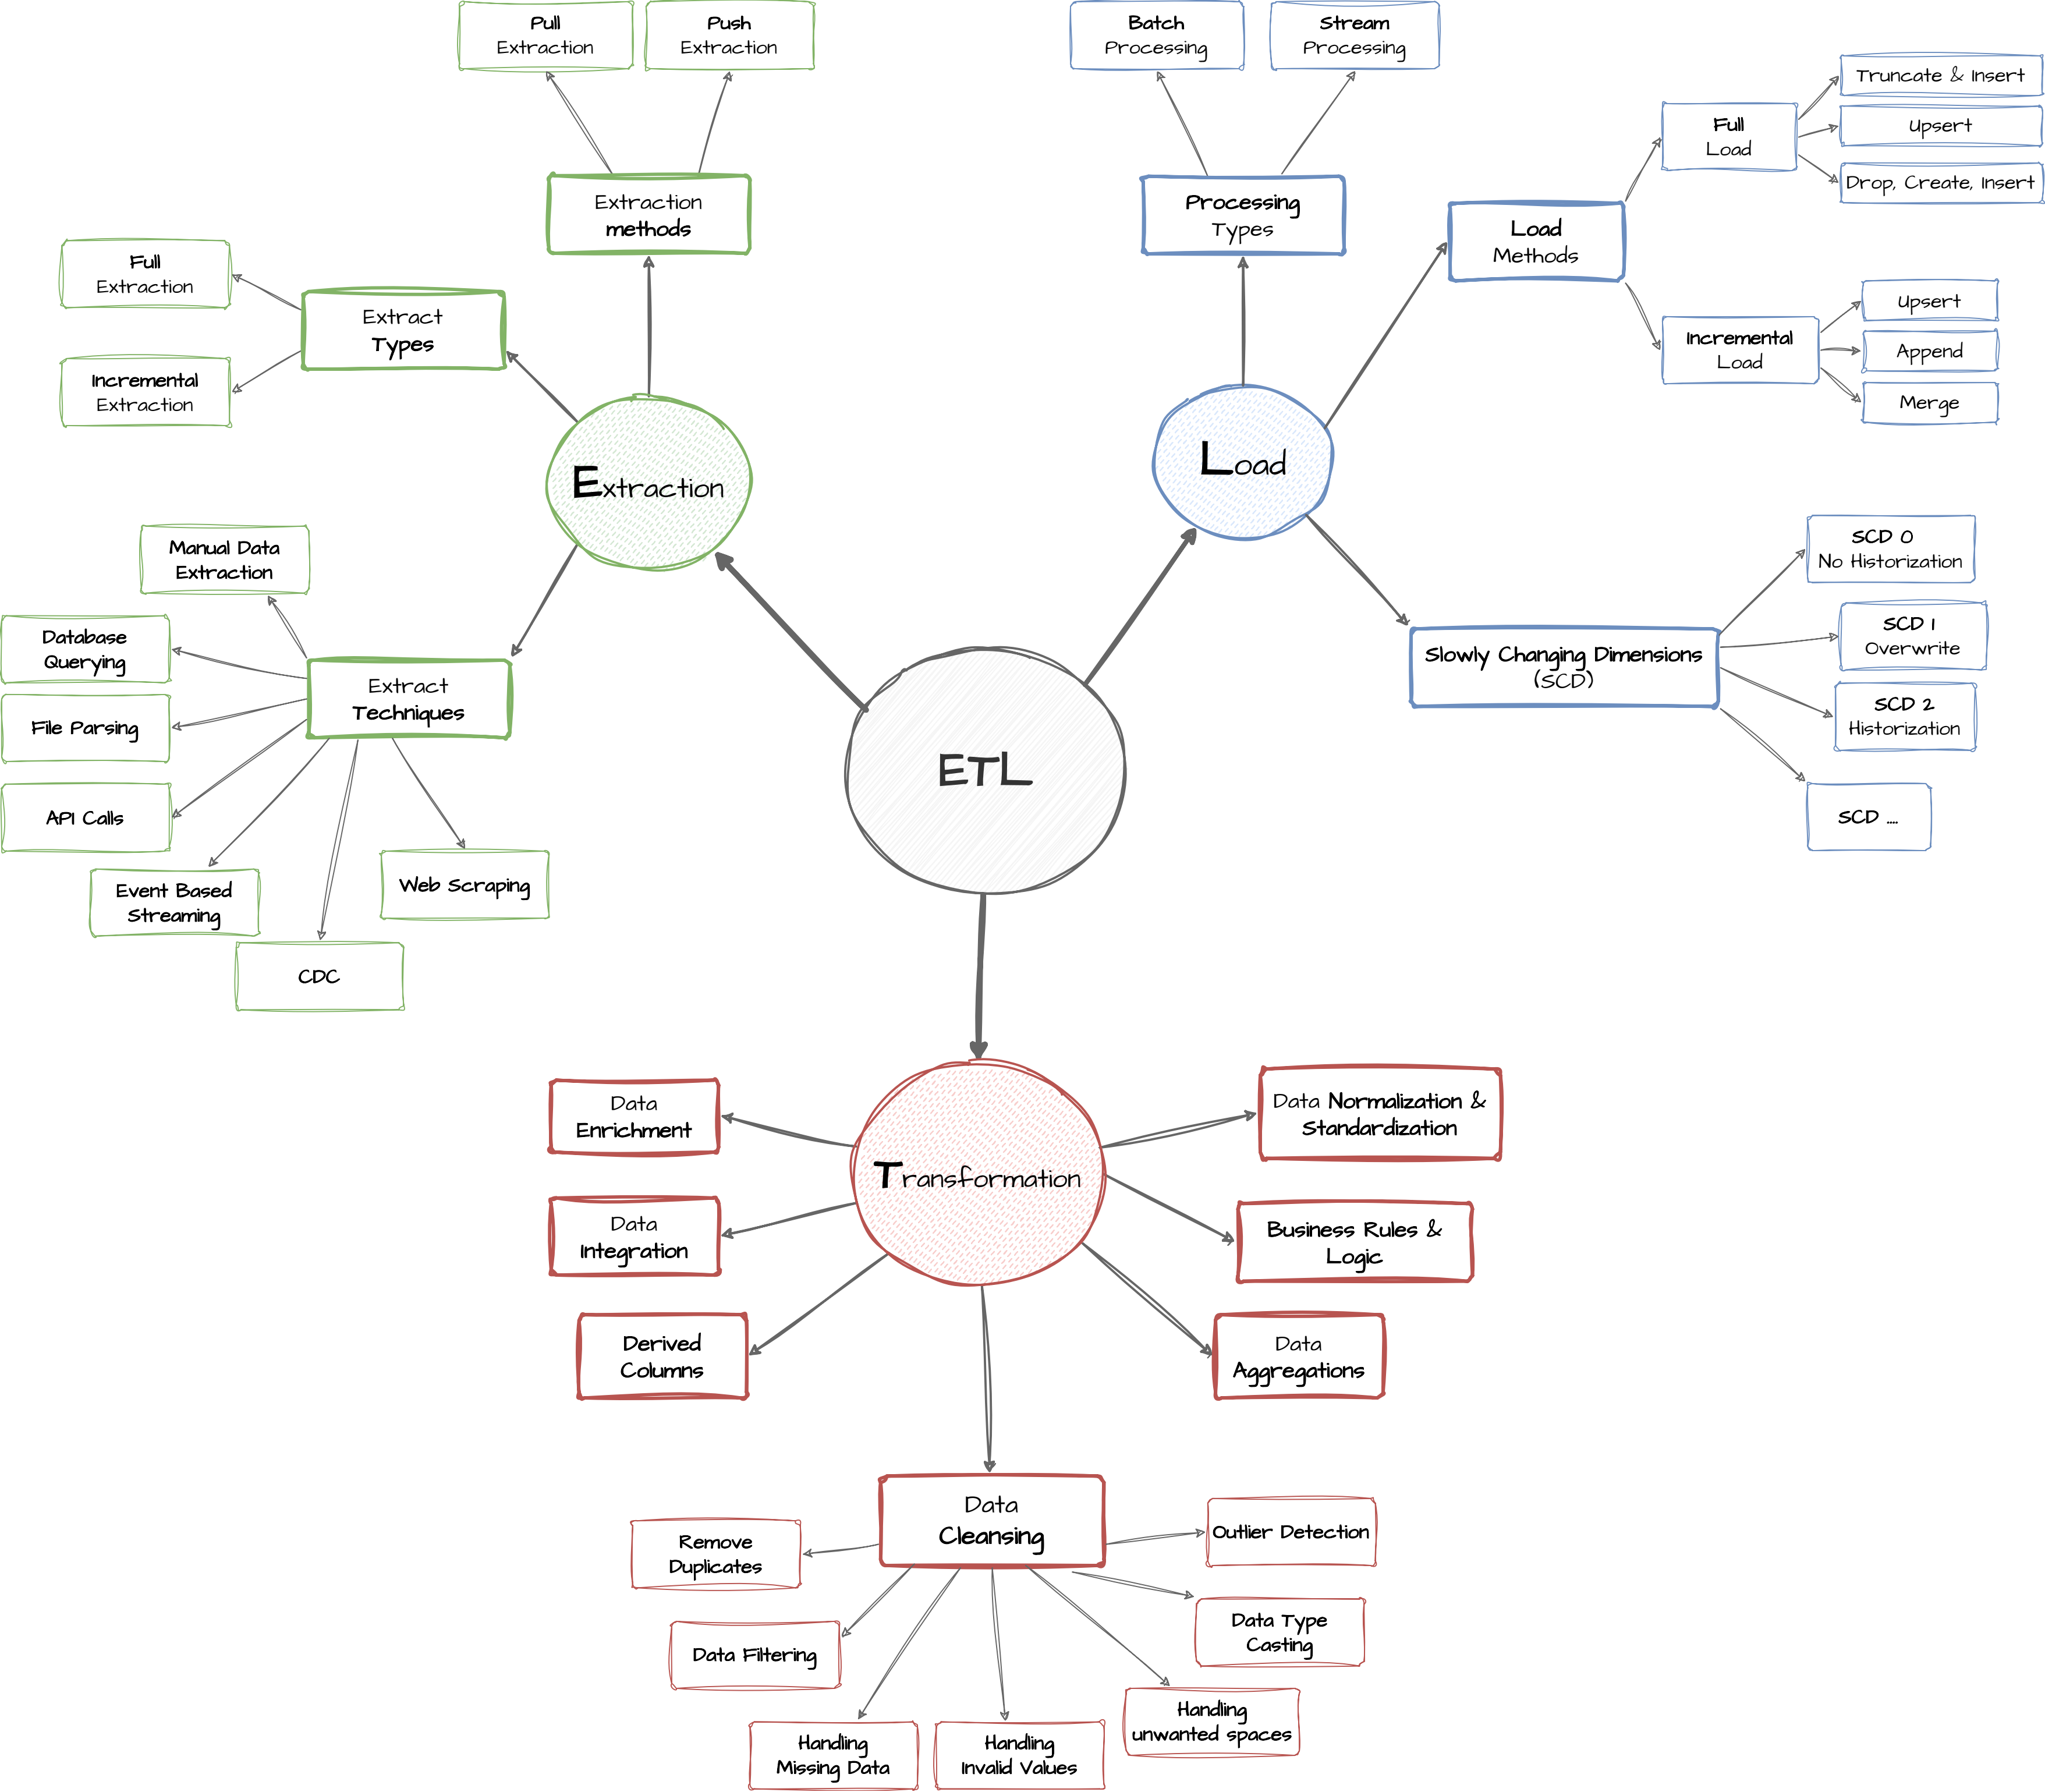 Pull
Extraction
Push
Extraction
Extraction
methods
Full
Extraction
Incremental
Extraction
Extract
Types
Extraction
Manual Data
Extraction
Database
Querying
File Parsing
API Calls
Event Based
Streaming
CDC
Web Scraping
Extract
Techniques
Batch
Processing
Stream
Processing
Processing
Types
Load
Methods
Full
Load
Truncate & Insert
Upsert
Drop, Create, Insert
Incremental
Load
Upsert
Append
Merge
Load
Slowly Changing Dimensions
(SCD)
SCD 0
No Historization
SCD 1
Overwrite
SCD 2
Historization
SCD ....
ETL
Transformation
Data
Enrichment
Data
Integration
Derived
Columns
Data Normalization &
Standardization
Business Rules &
Logic
Data
Aggregations
Data
Cleansing
Remove
Duplicates
Data Filtering
Handling
Missing Data
Handling
Invalid Values
Handling
unwanted spaces
Data Type
Casting
Outlier Detection